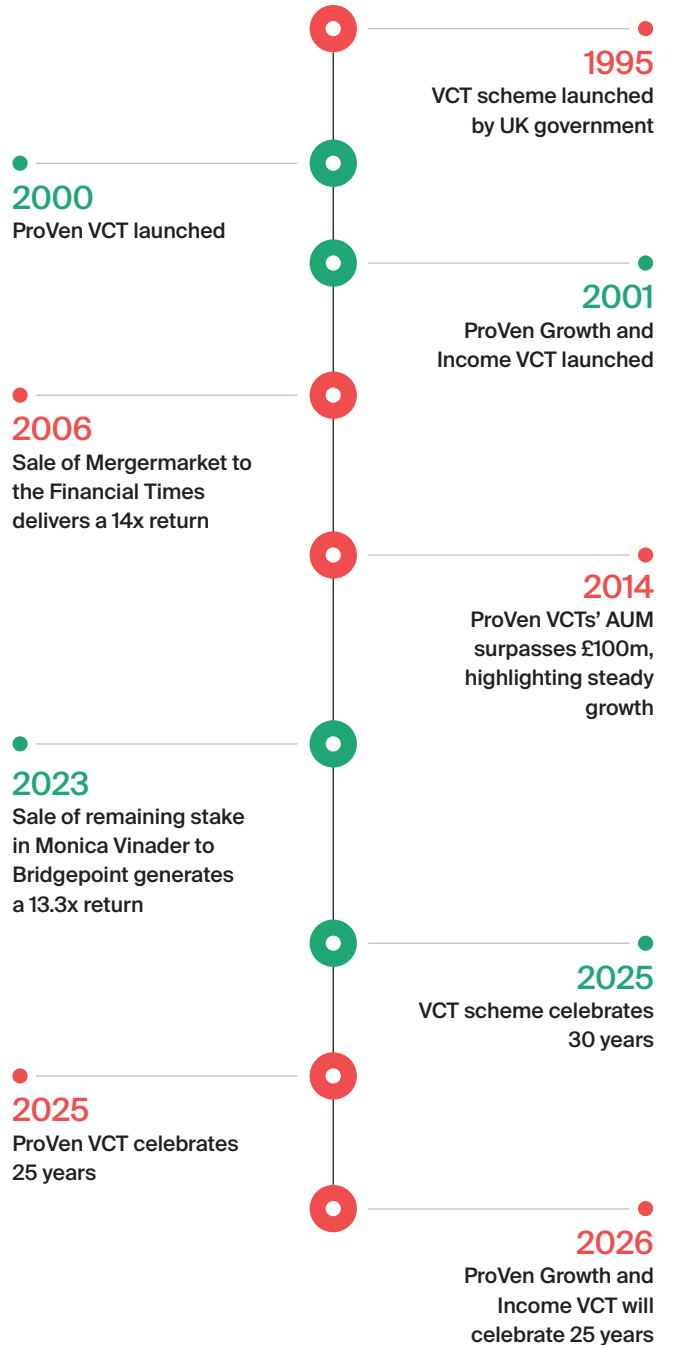 1995
VCT scheme launched
by UK government
2000
ProVen VCT launched
2001
ProVen Growth and
Income VCT launched
2006
Sale of Mergermarket to
the Financial Times
delivers a 14x return
2014
ProVen VCTs’ AUM
surpasses £100m,
highlighting steady
growth
2023
Sale of remaining stake
in Monica Vinader to
Bridgepoint generates
a 13.3x return
2025
VCT scheme celebrates
30 years
2025
ProVen VCT celebrates
25 years
2026
ProVen Growth and
Income VCT will
celebrate 25 years